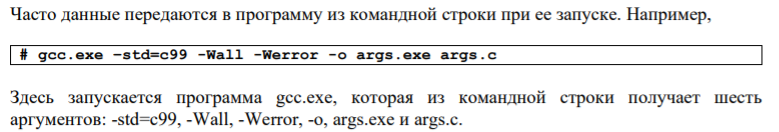 Часто данные передаются в программу из командной строки при ее запуске. Например,
# gcc.exe –std=c99 -Wall -Werror -o args.exe args.c
Здесь запускается программа gcc.exe, которая из командной строки получает шесть
аргументов: -std=c99, -Wall, -Werror, -o, args.exe и args.c.